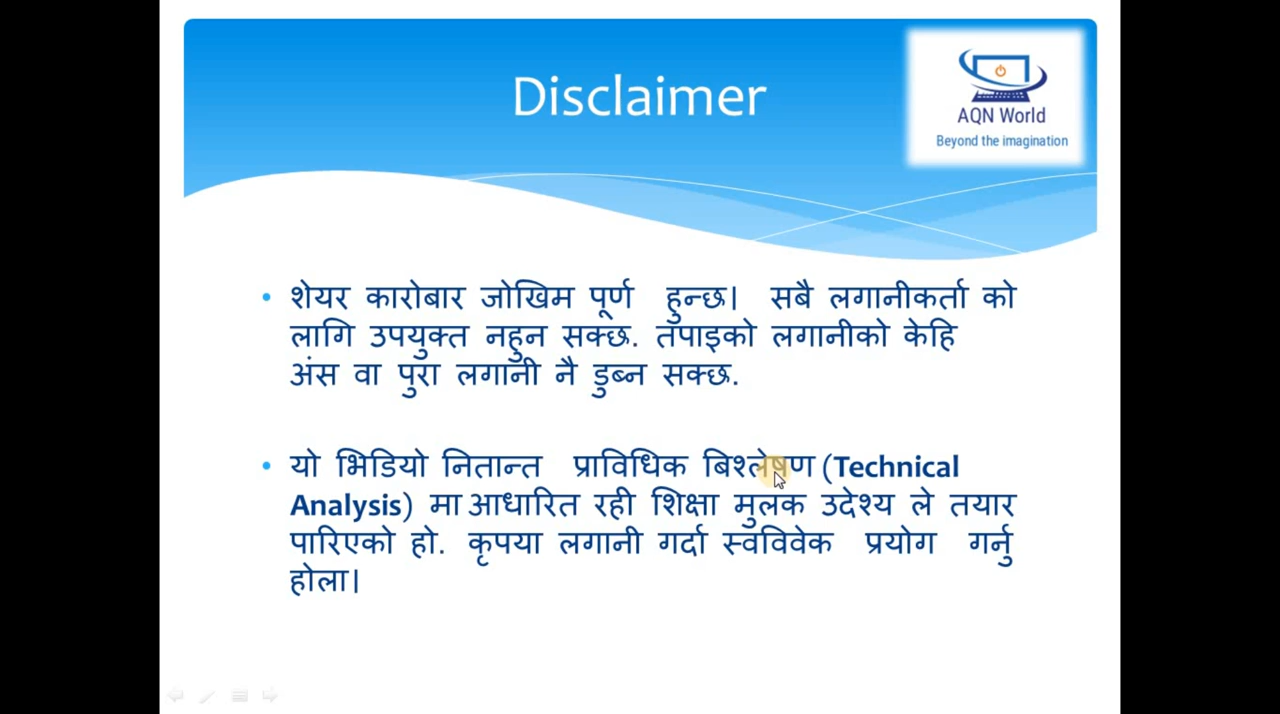 Disclaimer
AQN World
Beyond the imagination
• शेयर कारोबार जोखिम पूर्ण हुन्छ। सबै लगानीकर्ता को
लागि उपयुक्त नहुन सक्छ. तपाइको लगानीको केहि
अंस वा पुरा लगानी नै डुब्न सक्छ.
• यो भिडियो नितान्त प्राविधिक बिश्लेषण (Technical
Analysis) मा आधारित रही शिक्षा मुलक उदेश्य ले तयार
पारिएको हो. कृपया लगानी गर्दा स्वविवेक प्रयोग गर्नु
होला।